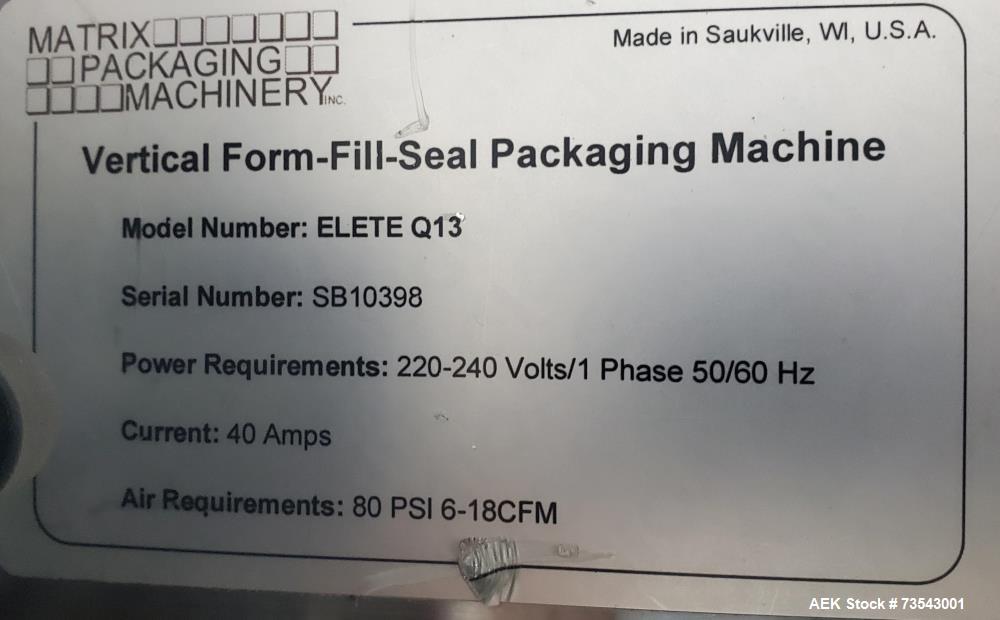 MATRIX
PACKAGING
MACHINERY INC.
Made in Saukville, WI, U.S.A.
Vertical Form-Fill-Seal Packaging Machine
Model Number: ELETE Q13
Serial Number: SB10398
Power Requirements: 220-240 Volts/1 Phase 50/60 Hz
Current: 40 Amps
Air Requirements: 80 PSI 6-18CFM
AEK Stock # 73543001